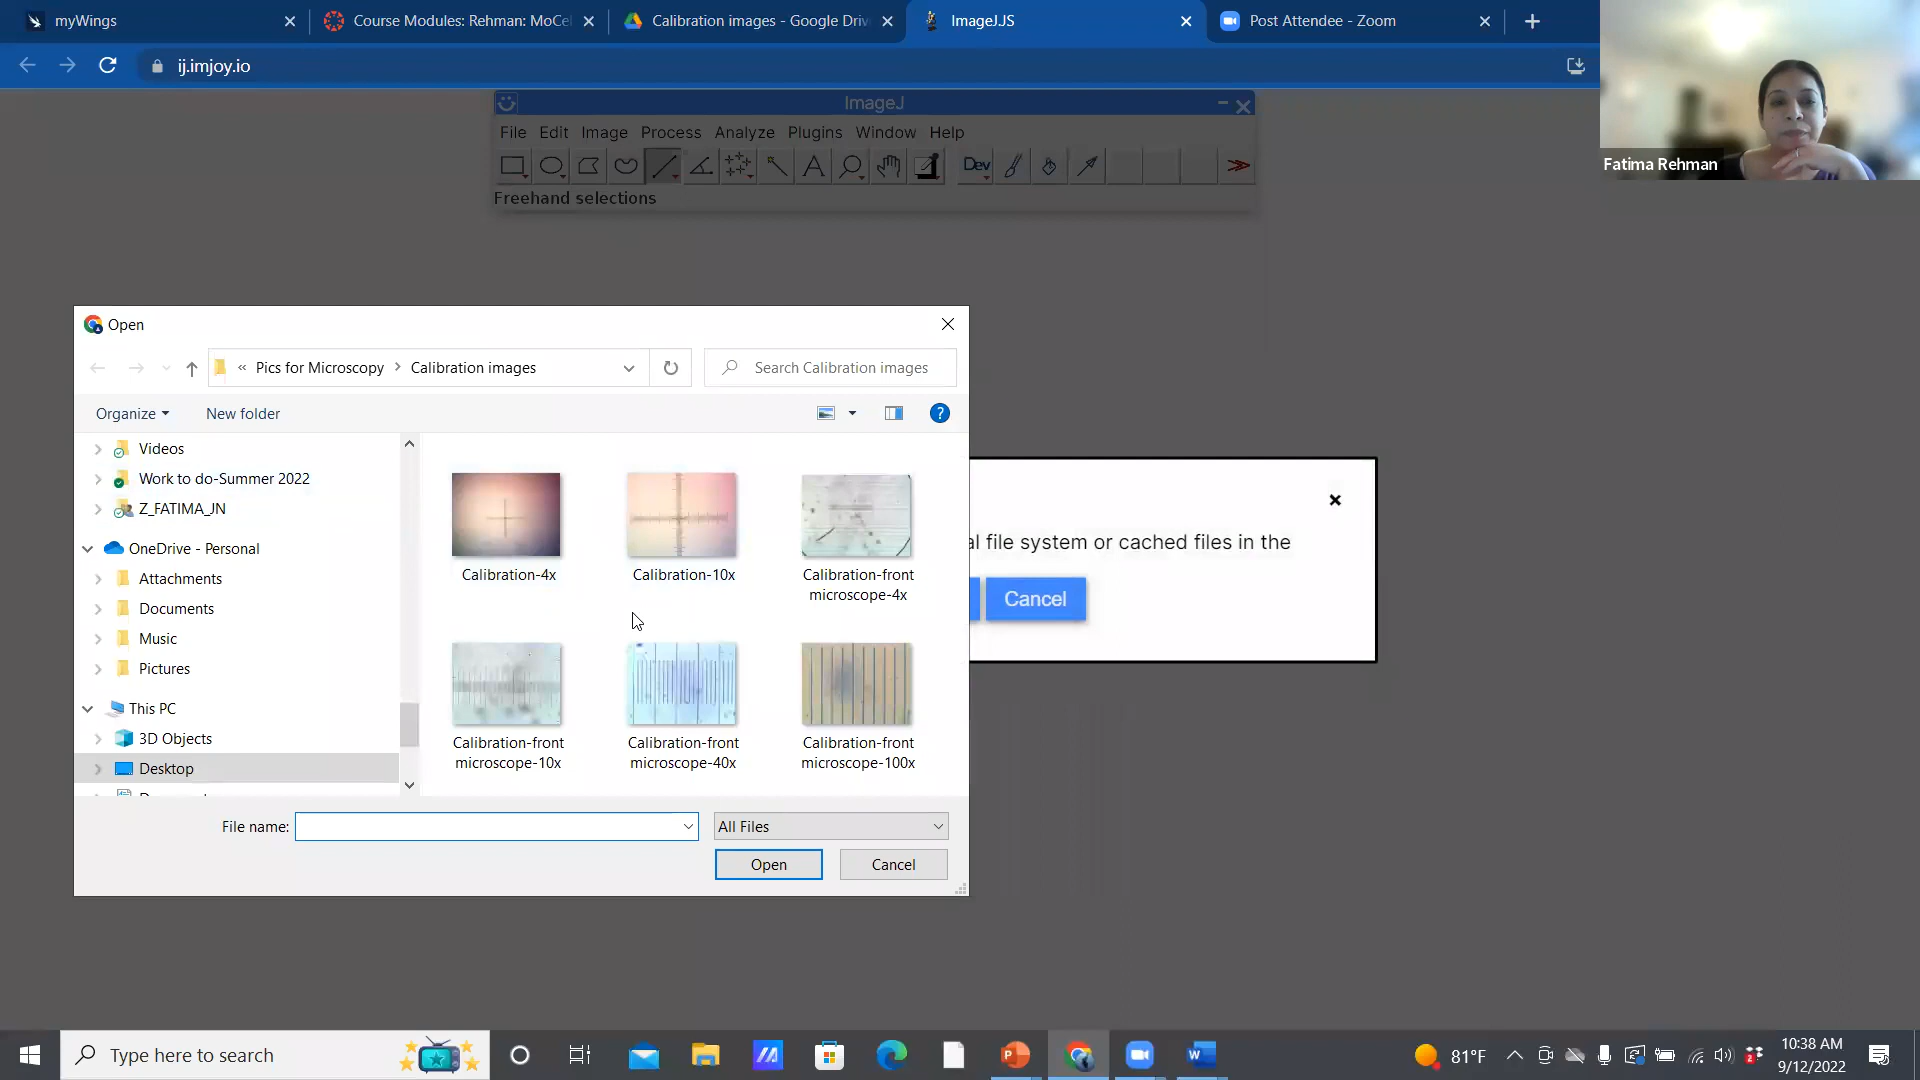 myWings
Course Modules: Rehman: MoCel
Calibration images - Google Driv
ImageJ.JS
Post Attendee - Zoom
ij.imjoy.io
Fatima Rehman
ImageJ
File Edit Image Process Analyze Plugins Window Help
Dev
Freehand selections
Open
« Pics for Microscopy > Calibration images
Search Calibration images
Organize
New folder
Videos
Work to do-Summer 2022
Z_FATIMA_JN
OneDrive - Personal
Attachments
Documents
Music
Pictures
This PC
3D Objects
Desktop
Calibration-4x
Calibration-10x
Calibration-front
microscope-4x
Calibration-front
microscope-10x
Calibration-front
microscope-40x
Calibration-front
microscope-100x
al file system or cached files in the
Cancel
File name:
All Files
Open
Cancel
Type here to search
81°F
10:38 AM
9/12/2022